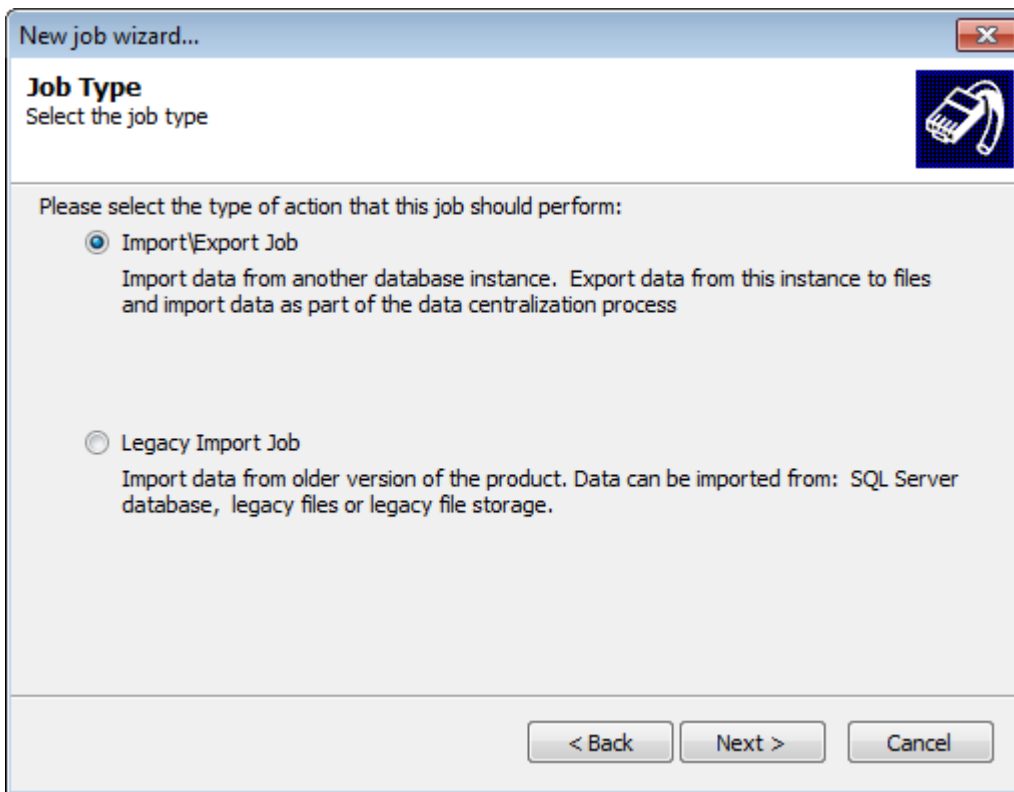 New job wizard...
Job Type
Select the job type
Please select the type of action that this job should perform:
Import\Export Job
Import data from another database instance.  Export data from this instance to files
and import data as part of the data centralization process
Legacy Import Job
Import data from older version of the product. Data can be imported from:  SQL Server
database,  legacy files or legacy file storage.
< Back
Next >
Cancel